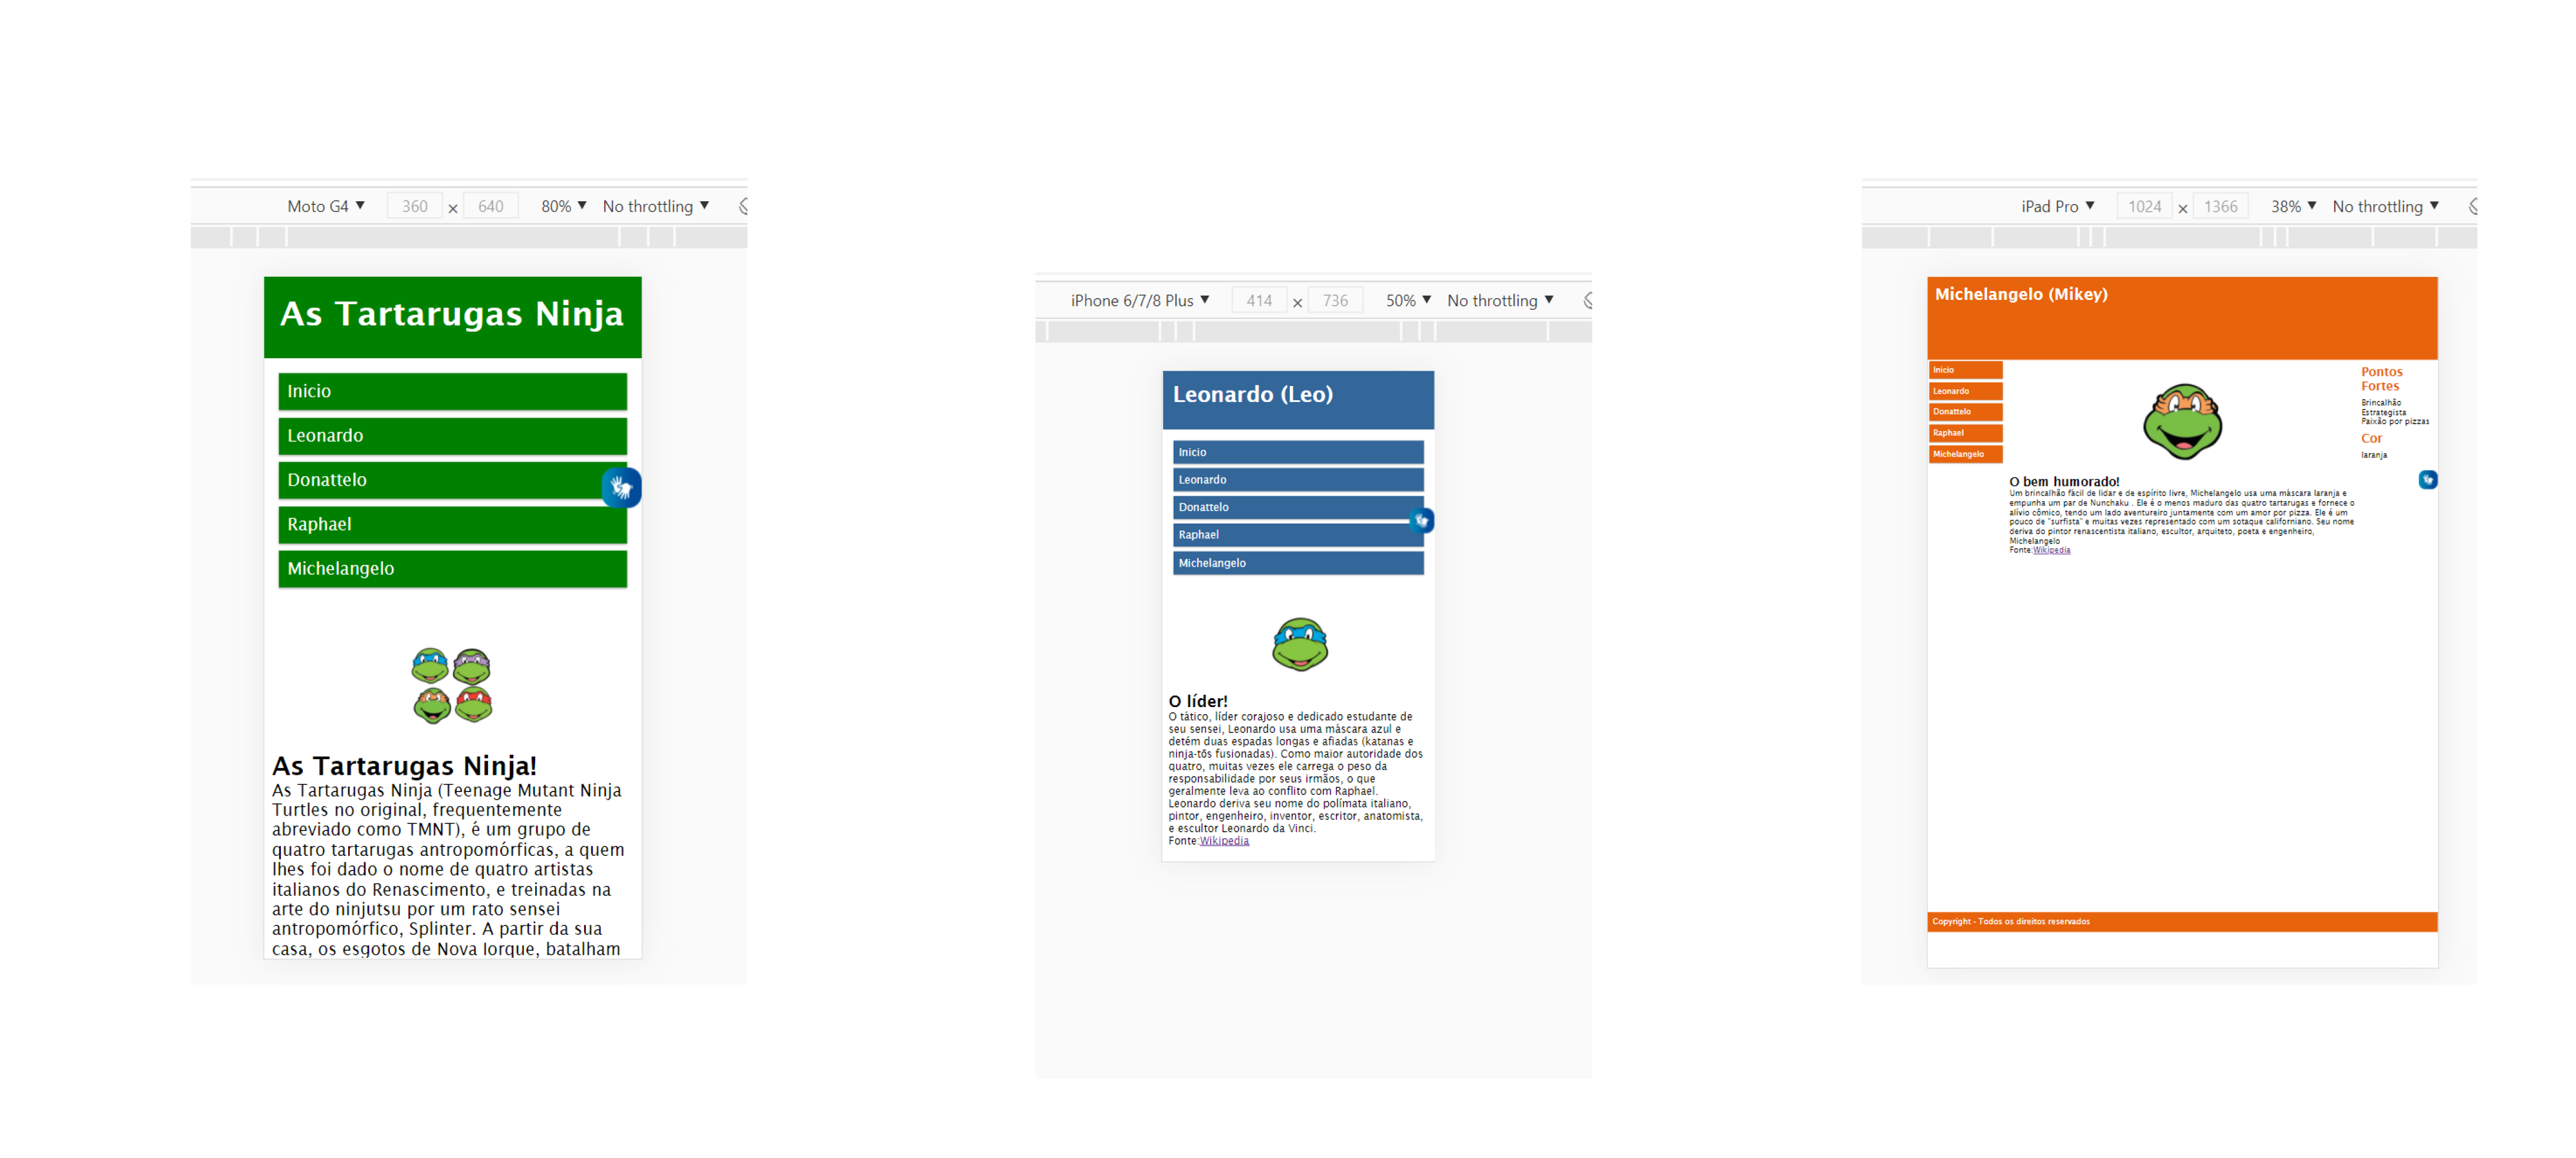 Moto G4 ▼ 360 × 640 80% ▼ No throttling ▼
As Tartarugas Ninja
Inicio
Leonardo
Donattelo
Raphael
Michelangelo
As Tartarugas Ninja!
As Tartarugas Ninja (Teenage Mutant Ninja
Turtles no original, frequentemente
abreviado como TMNT), é um grupo de
quatro tartarugas antropomórficas, a quem
lhes foi dado o nome de quatro artistas
italianos do Renascimento, e treinadas na
arte do ninjutsu por um rato sensei
antropomórfico, Splinter. A partir da sua
casa, os esgotos de Nova Iorque, batalham
iPhone 6/7/8 Plus ▼ 414 × 736 50% ▼ No throttling ▼
Leonardo (Leo)
Inicio
Leonardo
Donattelo
Raphael
Michelangelo
O líder!
O tático, líder corajoso e dedicado estudante de
seu sensei, Leonardo usa uma máscara azul e
detém duas espadas longas e afiadas (katanas e
ninja-tōs fusionadas). Como maior autoridade dos
quatro, muitas vezes ele carrega o peso da
responsabilidade por seus irmãos, o que
geralmente leva ao conflito com Raphael.
Leonardo deriva seu nome do polímata italiano,
pintor, engenheiro, inventor, escritor, anatomista,
e escultor Leonardo da Vinci.
Fonte:Wikipedia
iPad Pro ▼ 1024 × 1366 38% ▼ No throttling ▼
Michelangelo (Mikey)
Inicio
Leonardo
Donattelo
Raphael
Michelangelo
O bem humorado!
Um brincalhão fácil de lidar e de espírito livre, Michelangelo usa uma máscara laranja e
empunha um par de Nunchaku . Ele é o menos maduro das quatro tartarugas e fornece o
alívio cômico, tendo um lado aventureiro juntamente com um amor por pizza. Ele é um
pouco de "surfista" e muitas vezes representado com um sotaque californiano. Seu nome
deriva do pintor renascentista italiano, escultor, arquiteto, poeta e engenheiro,
Michelangelo
Fonte:Wikipedia
Pontos
Fortes
Brincalhão
Estrategista
Paixão por pizzas
Cor
laranja
Copyright - Todos os direitos reservados